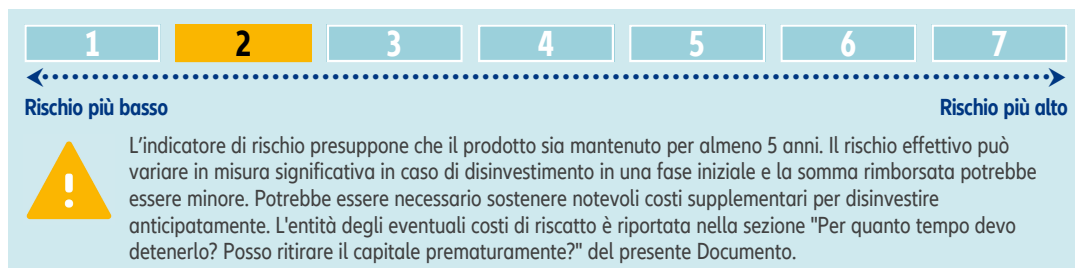 1 2 3 4 5 6 7
Rischio più basso Rischio più alto
L'indicatore di rischio presuppone che il prodotto sia mantenuto per almeno 5 anni. Il rischio effettivo può
variare in misura significativa in caso di disinvestimento in una fase iniziale e la somma rimborsata potrebbe
essere minore. Potrebbe essere necessario sostenere notevoli costi supplementari per disinvestire
anticipatamente. L'entità degli eventuali costi di riscatto è riportata nella sezione "Per quanto tempo devo
detenerlo? Posso ritirare il capitale prematuramente?" del presente Documento.